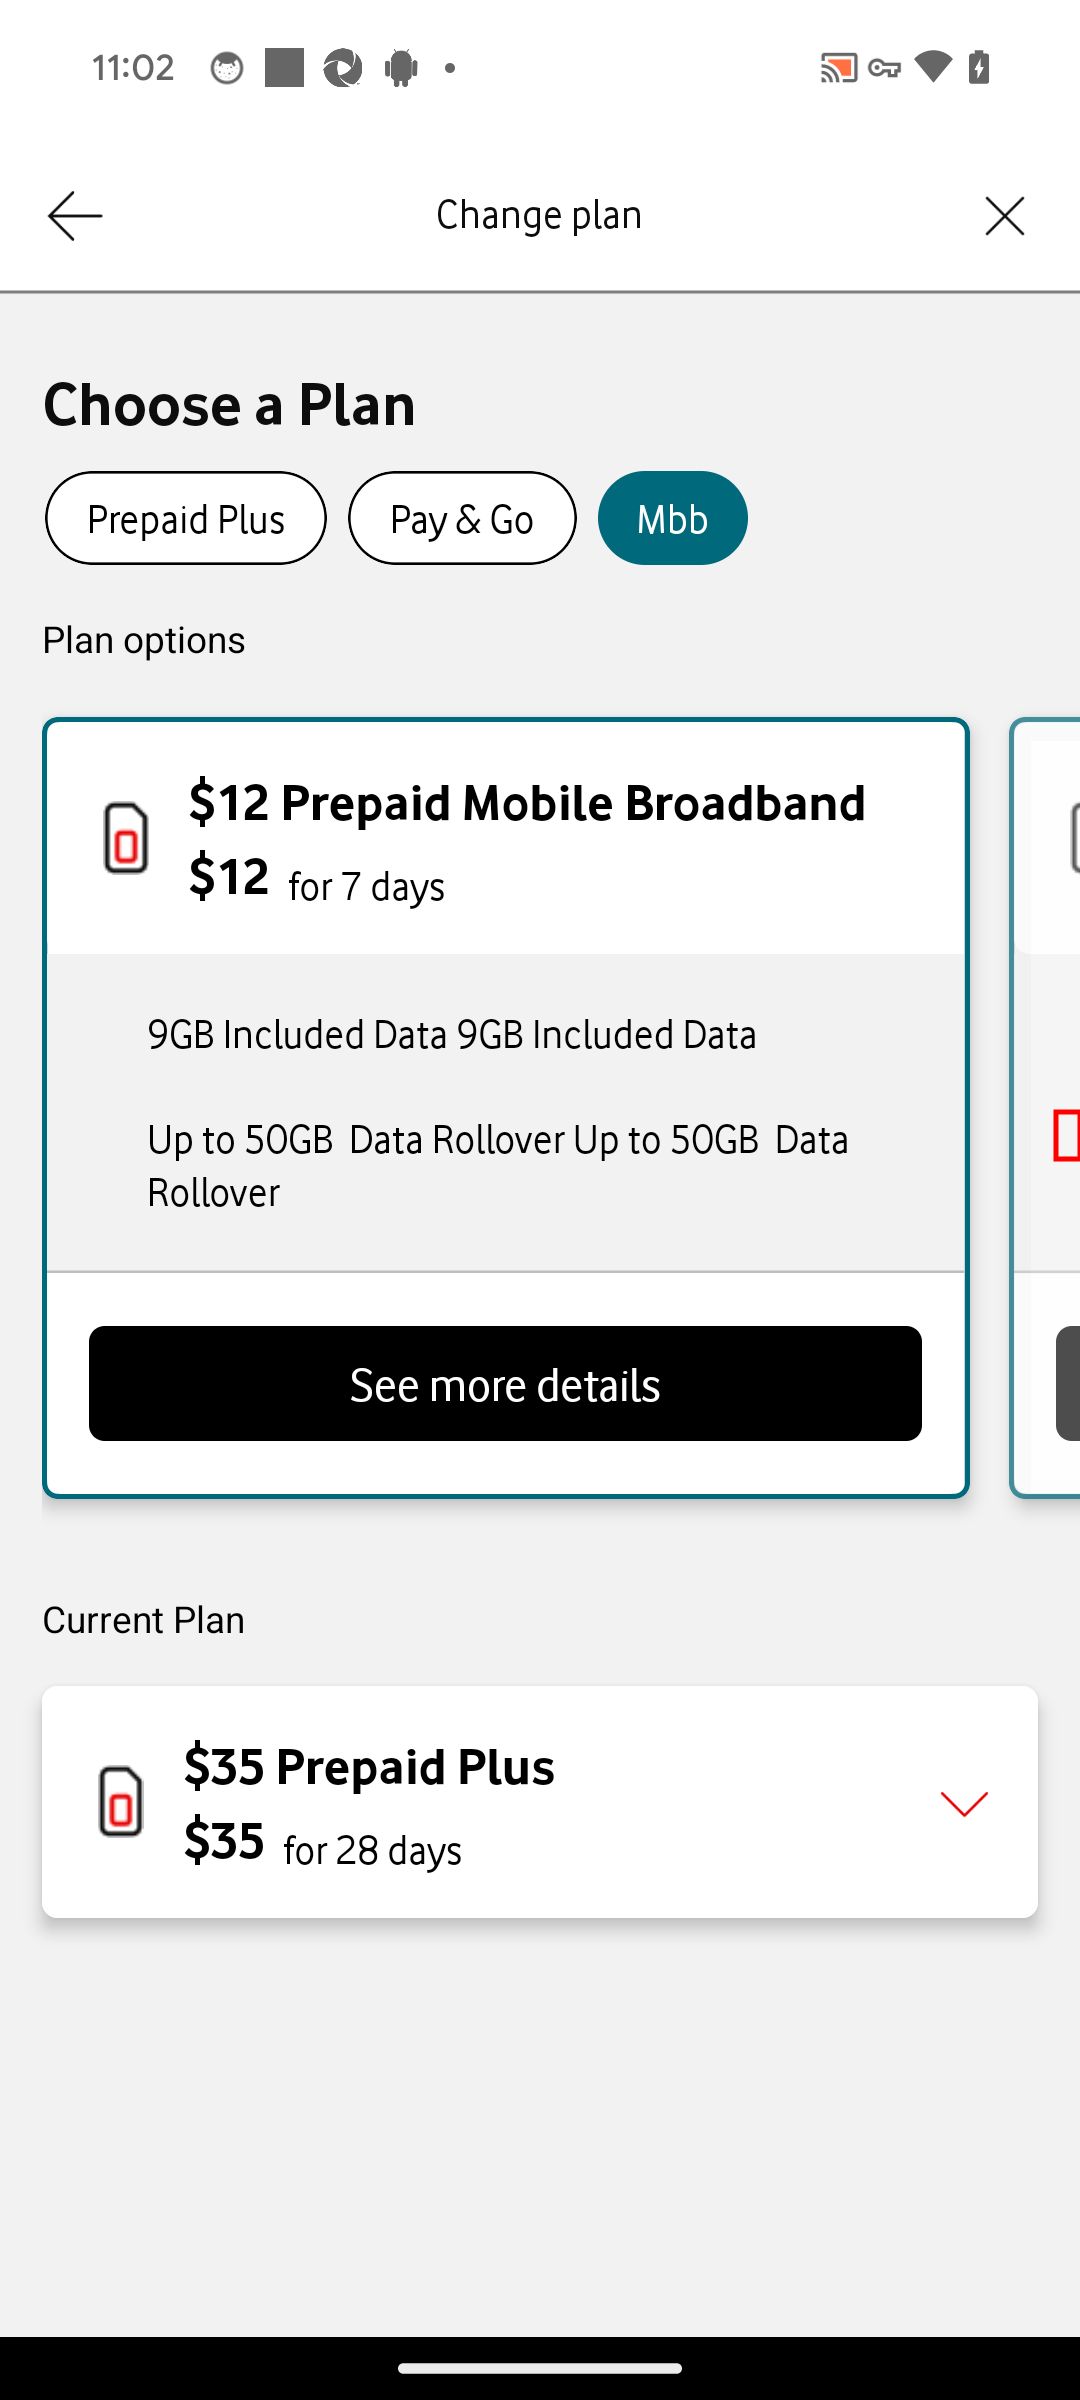 11:02
Change plan
Choose a Plan
Prepaid Plus
Pay & Go
Mbb
Plan options
$12 Prepaid Mobile Broadband
$12 for 7 days
9GB Included Data 9GB Included Data
Up to 50GB  Data Rollover Up to 50GB  Data
Rollover
See more details
Current Plan
$35 Prepaid Plus
$35 for 28 days